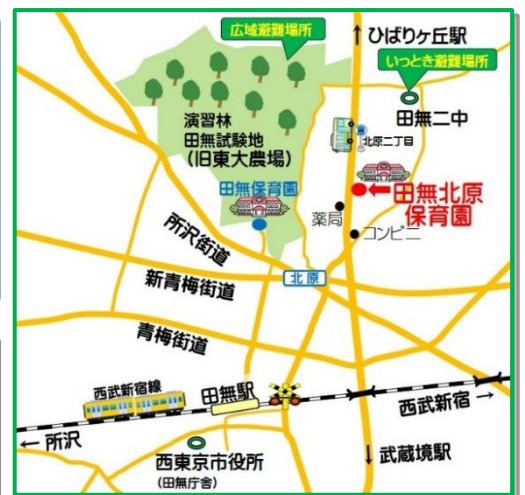 広域避難場所
↑ ひばりヶ丘駅
いっとき避難場所
田無二中
演習林
田無試験地
(旧東大農場)
北原二丁目
田無保育園
←田無北原
保育園
薬局
コンビニ
所沢街道
北原
新青梅街道
青梅街道
西武新宿線
田無駅
西武新宿 →
← 所沢
西東京市役所
(田無庁舎)
↓ 武蔵境駅